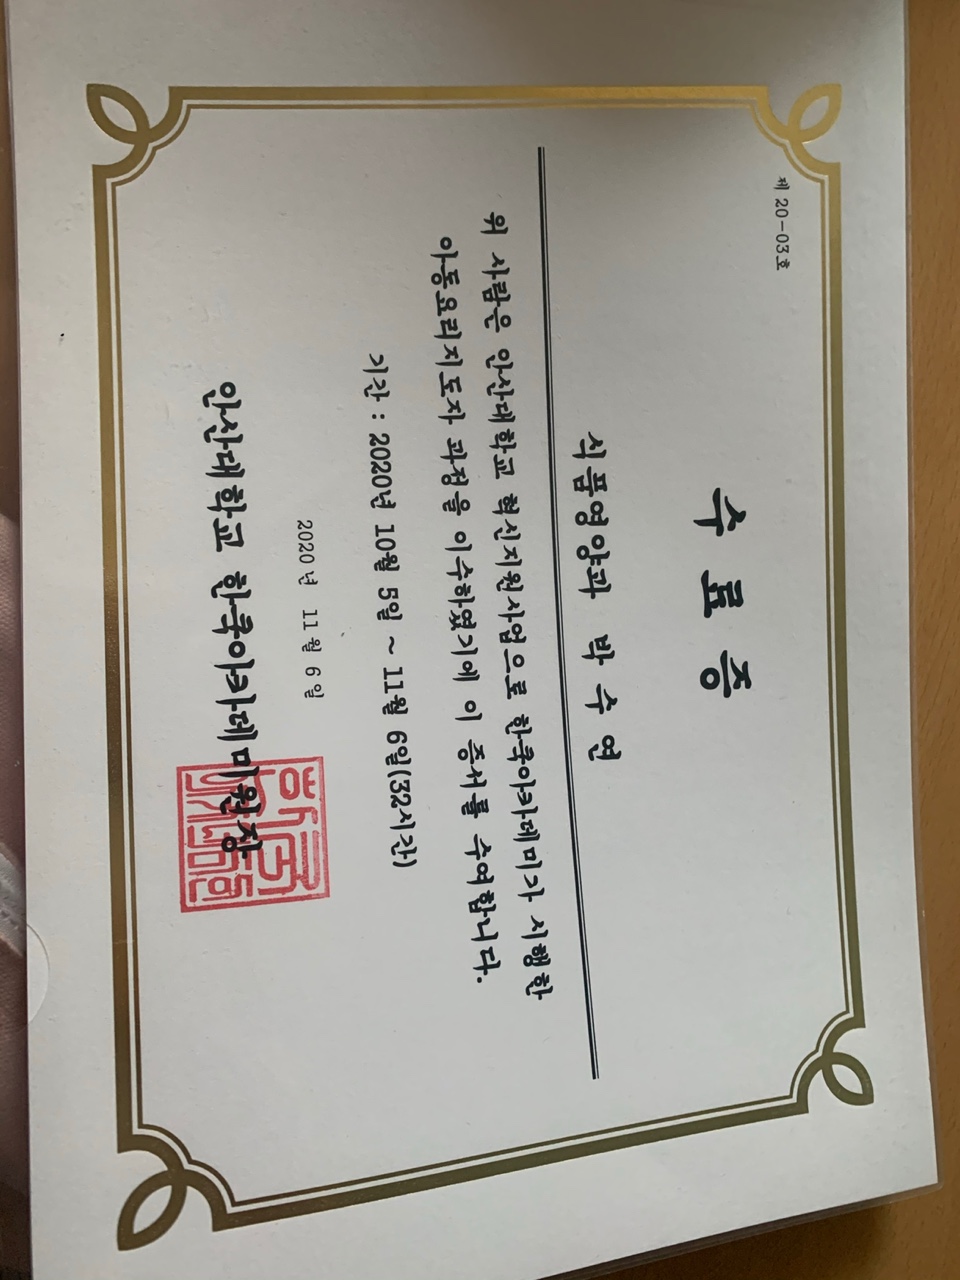 제 20-03호
수 료 증
식품영양과 박 수 연
위 사람은 안산대학교 혁신지원사업으로 한국아카데미가 시행한
아동요리지도자 과정을 이수하였기에 이 증서를 수여합니다.
기간 : 2020년 10월 5일 ~ 11월 6일(32시간)
2020년 11월 6일
안산대학교 한국아카데미원장